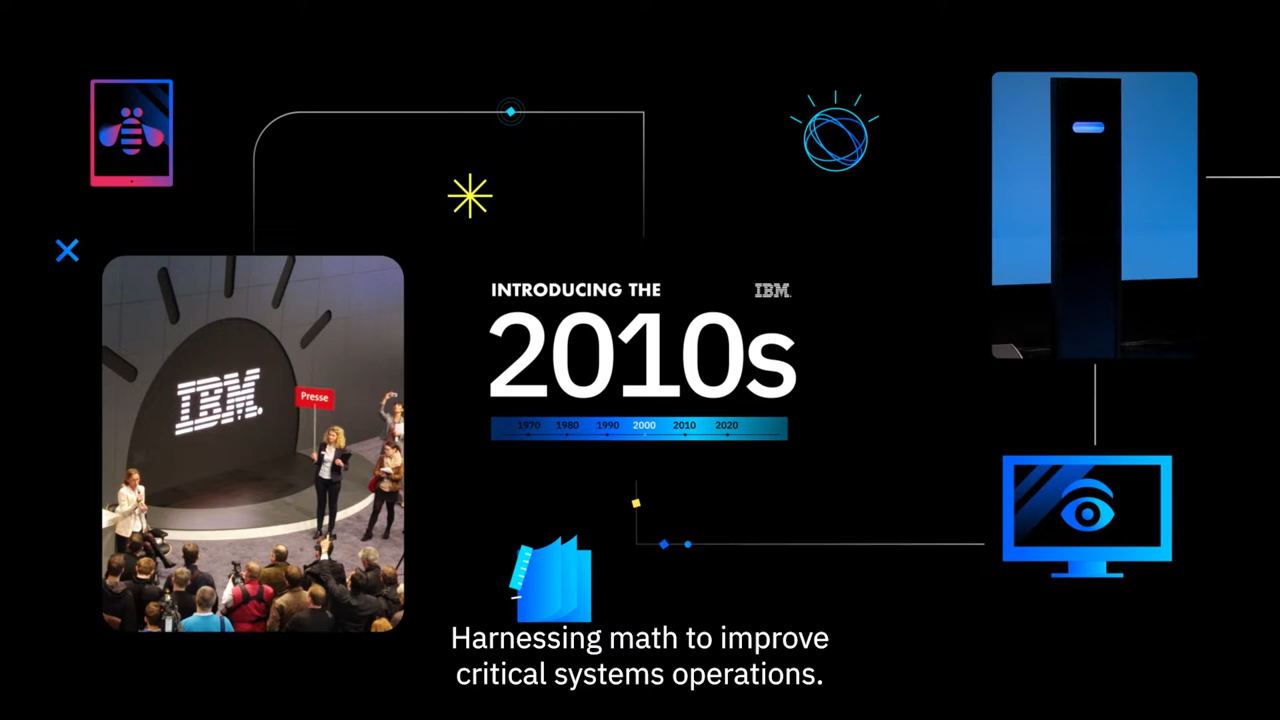 INTRODUCING THE
IBM.
2010s
1970 1980 1990 2000 2010 2020
IBM.
Presse
Harnessing math to improve
critical systems operations.